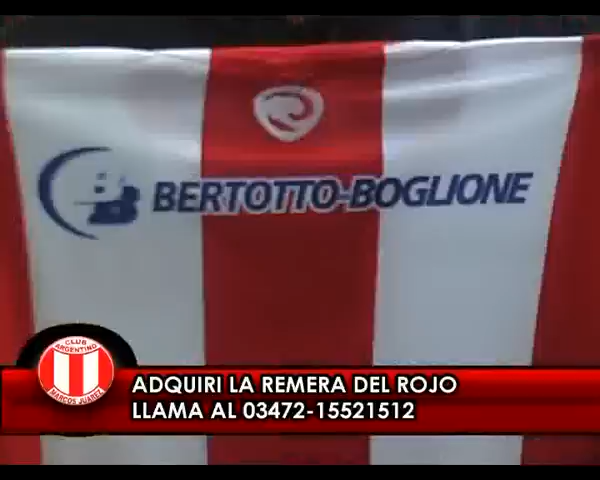 BERTOTTO-BOGLIONE
ADQUIRI LA REMERA DEL ROJO
LLAMA AL 03472-15521512
CLUB
ARGENTINO
MARCOS JUAREZ